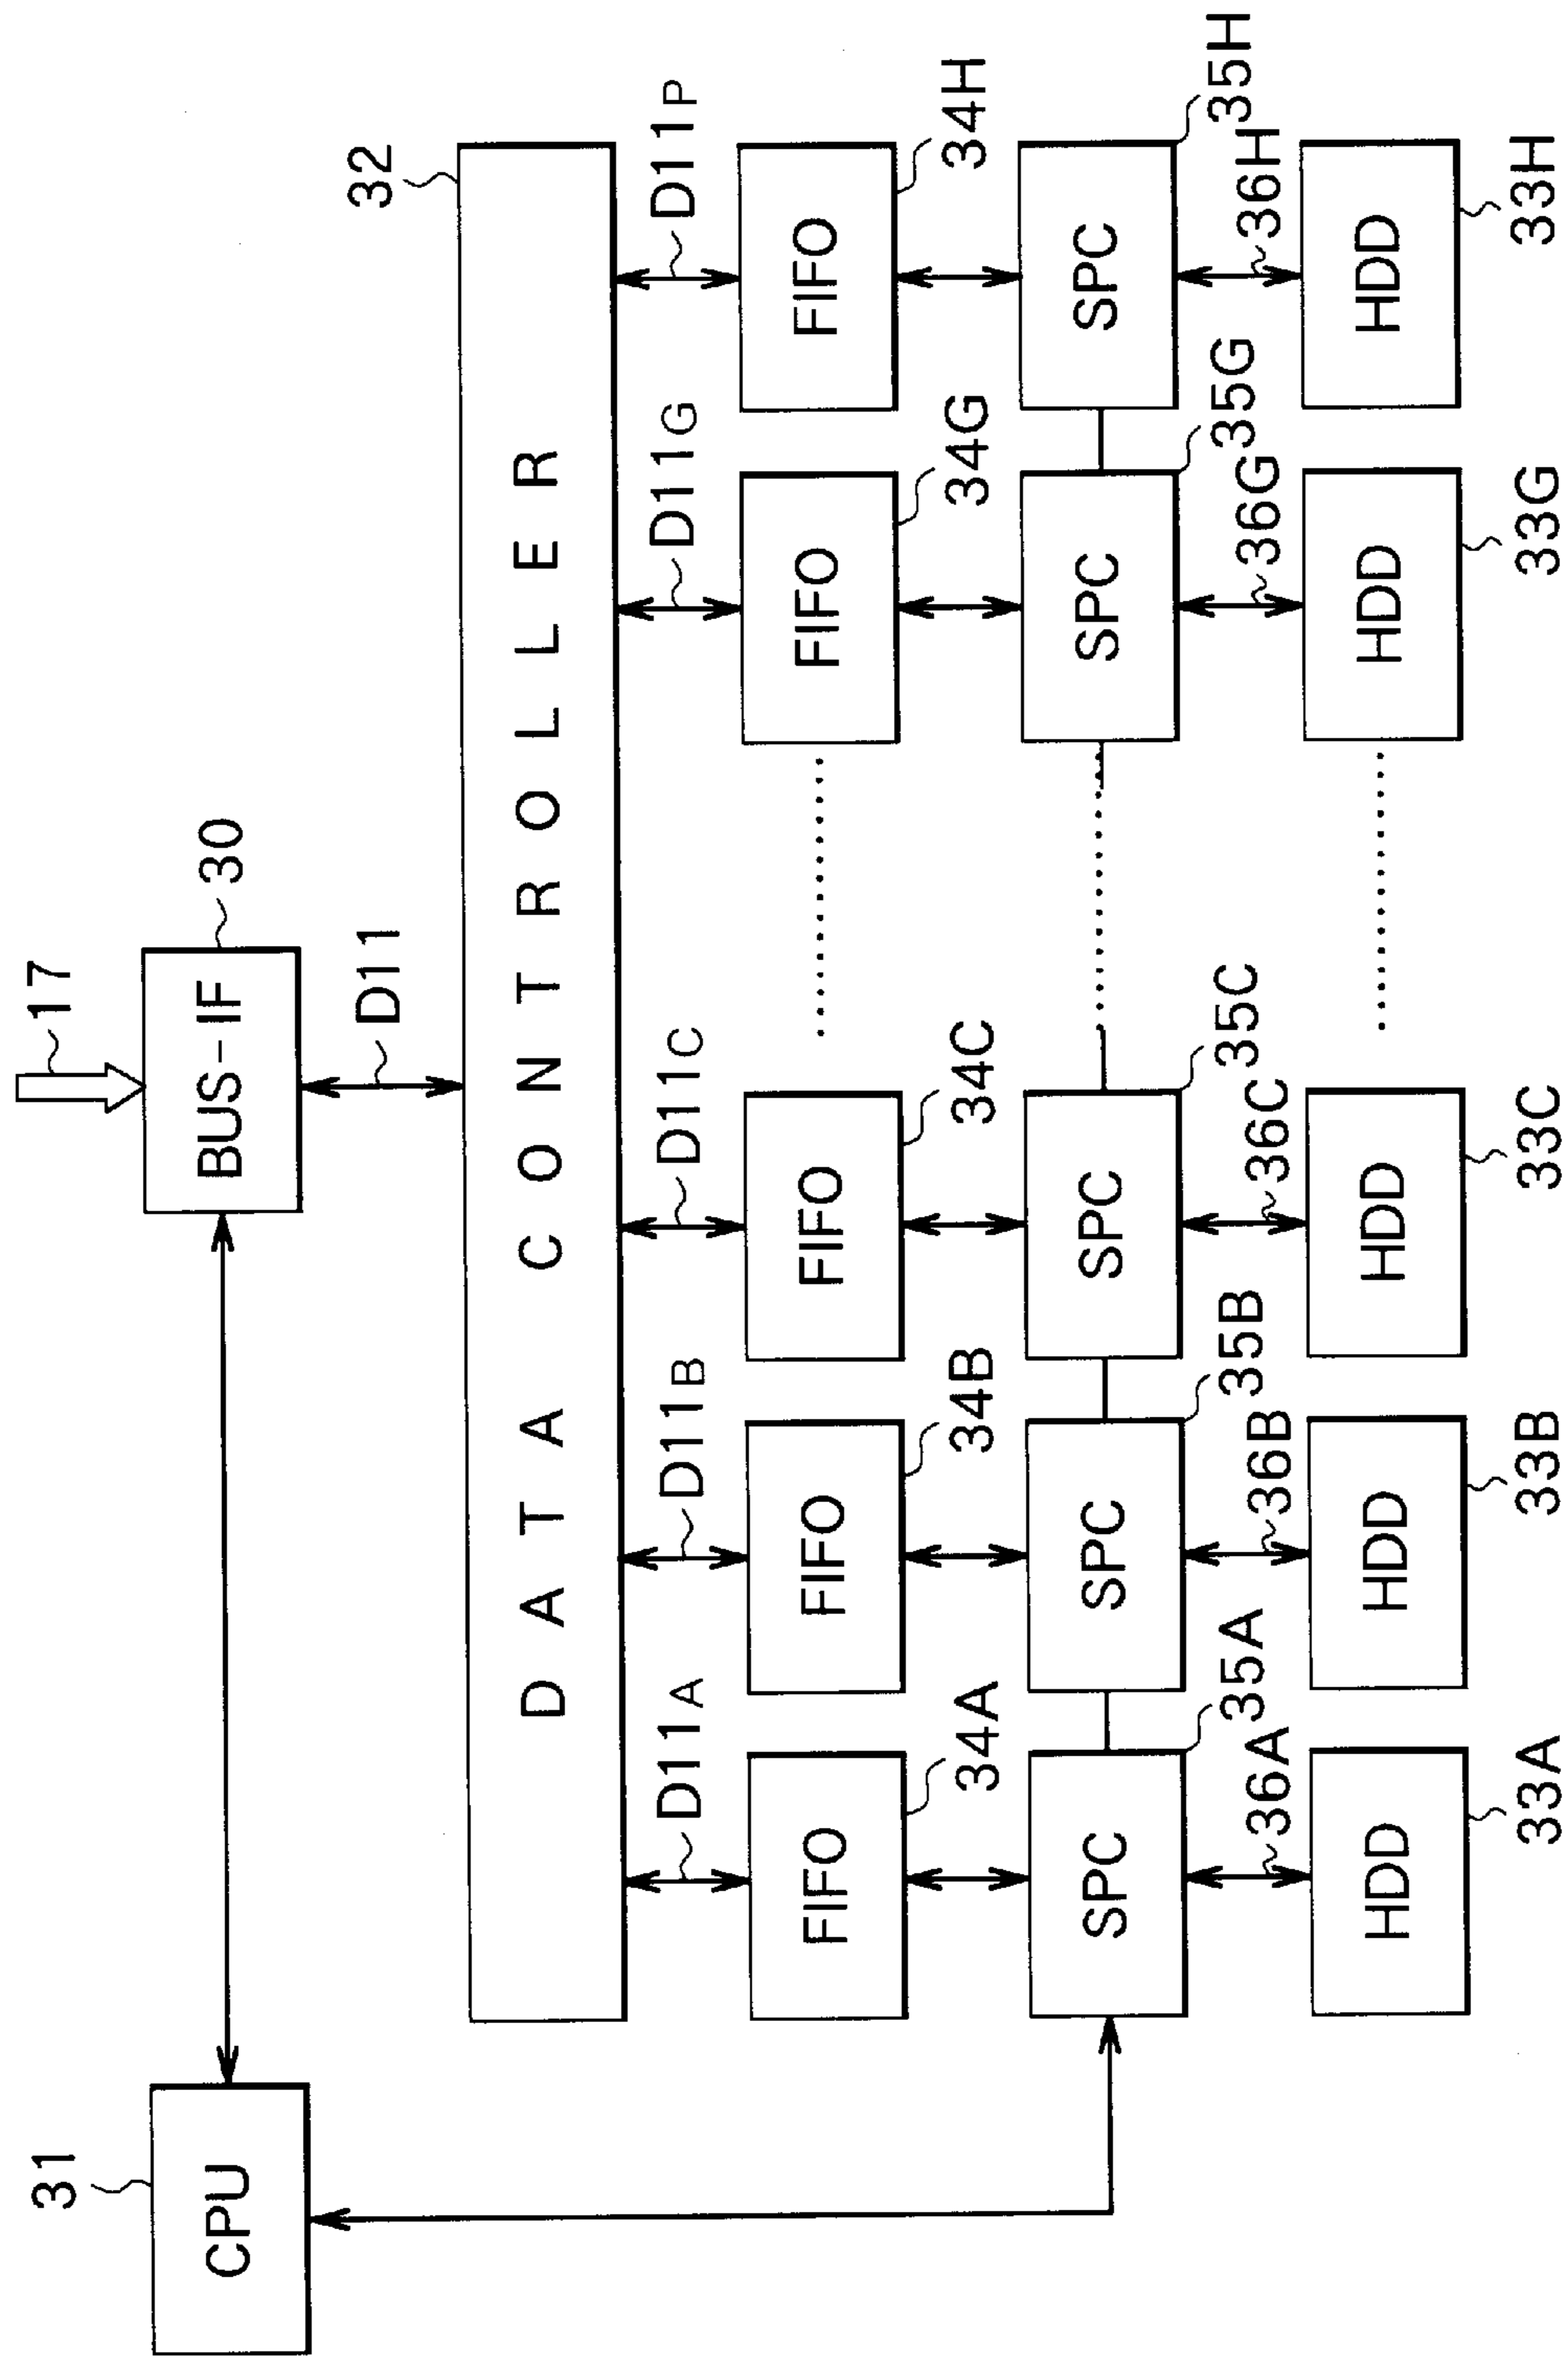 17
31
CPU
BUS-IF
30
D11
32
DATA CONTROLLER
D11A
D11B
D11C
D11G
D11P
FIFO
FIFO
FIFO
FIFO
FIFO
34A
34B
34C
34G
34H
SPC
SPC
SPC
SPC
SPC
35A
35B
35C
35G
35H
36A
36B
36C
36G
36H
HDD
HDD
HDD
HDD
HDD
33A
33B
33C
33G
33H